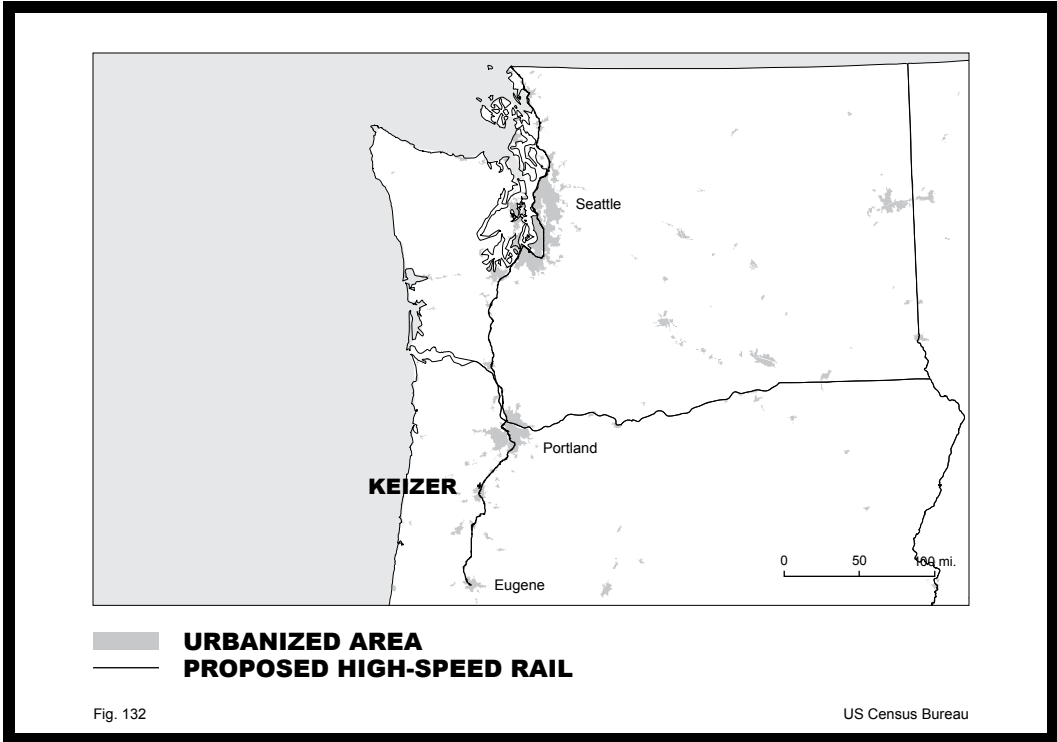 Seattle
Portland
KEIZER
0 50 100 mi.
Eugene
URBANIZED AREA
PROPOSED HIGH-SPEED RAIL
Fig. 132 US Census Bureau